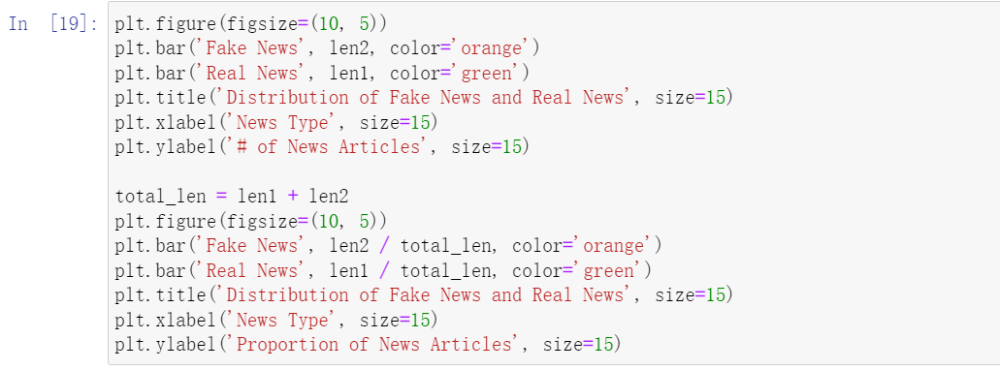 In [19]: plt.figure(figsize=(10, 5))
plt.bar('Fake News', len2, color='orange')
plt.bar('Real News', len1, color='green')
plt.title('Distribution of Fake News and Real News', size=15)
plt.xlabel('News Type', size=15)
plt.ylabel('# of News Articles', size=15)

total_len = len1 + len2
plt.figure(figsize=(10, 5))
plt.bar('Fake News', len2 / total_len, color='orange')
plt.bar('Real News', len1 / total_len, color='green')
plt.title('Distribution of Fake News and Real News', size=15)
plt.xlabel('News Type', size=15)
plt.ylabel('Proportion of News Articles', size=15)